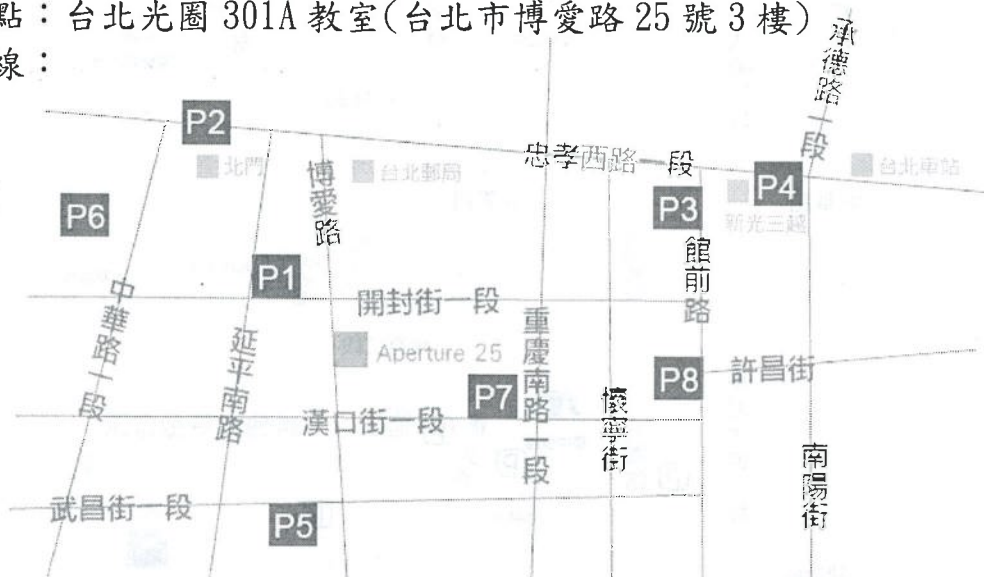 點：台北光圈 301A 教室(台北市博愛路 25 號 3 樓)
線：
承德路一段
P2
北門
博愛路
台北郵局
忠孝西路一段
P4
台北車站
P6
P3
新光三越
館前路
P1
中華路一段
開封街一段
延平南路
Aperture 25
重慶南路一段
P7
P8
許昌街
懷寧街
漢口街一段
南陽街
武昌街一段
P5